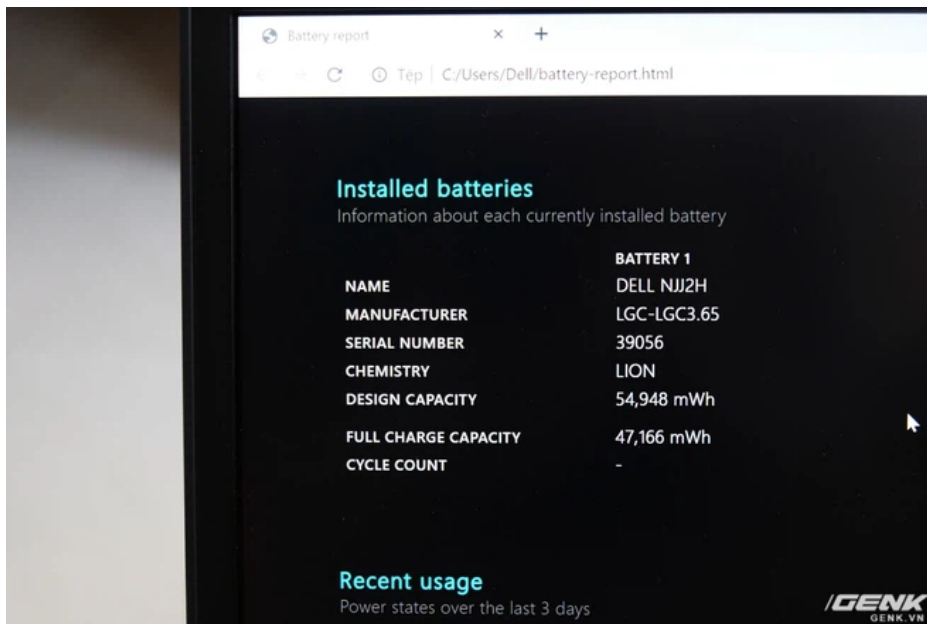 Battery report
Tệp C:/Users/Dell/battery-report.html
Installed batteries
Information about each currently installed battery
BATTERY 1
NAME DELL NJJ2H
MANUFACTURER LGC-LGC3.65
SERIAL NUMBER 39056
CHEMISTRY LION
DESIGN CAPACITY 54,948 mWh
FULL CHARGE CAPACITY 47,166 mWh
CYCLE COUNT -
Recent usage
Power states over the last 3 days
GENK
GENK.VN